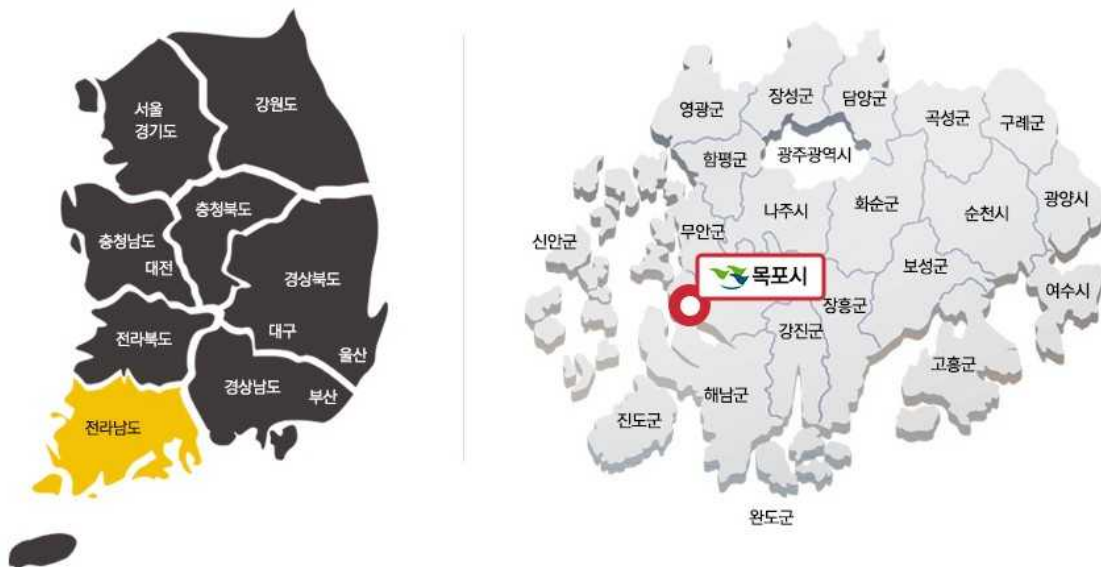 서울
경기도
강원도
충청북도
충청남도
대전
경상북도
전라북도
대구
울산
경상남도
부산
전라남도
영광군
장성군
담양군
곡성군
구례군
함평군
광주광역시
나주시
화순군
순천시
광양시
신안군
무안군
목포시
보성군
여수시
장흥군
강진군
고흥군
해남군
진도군
완도군